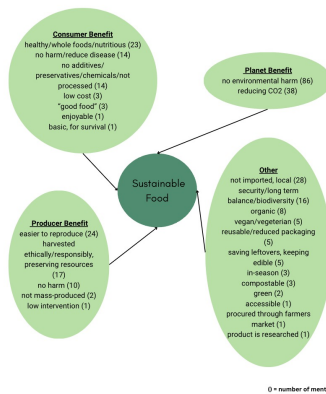 Consumer Benefit
healthy/whole foods/nutritious (23)
no harm/reduce disease (14)
no additives/
preservatives/chemicals/not
processed (14)
low cost (3)
"good food" (3)
enjoyable (1)
basic, for survival (1)
Planet Benefit
no environmental harm (86)
reducing CO2 (38)
Sustainable
Food
Producer Benefit
easier to reproduce (24)
harvested
ethically/responsibly,
preserving resources
(17)
no harm (10)
not mass-produced (2)
low intervention (1)
Other
not imported, local (28)
security/long term
balance/biodiversity (16)
organic (8)
vegan/vegetarian (5)
reusable/reduced packaging
(5)
saving leftovers, keeping
edible (5)
in-season (3)
compostable (3)
green (2)
accessible (1)
procured through farmers
market (1)
product is researched (1)
() = number of ment